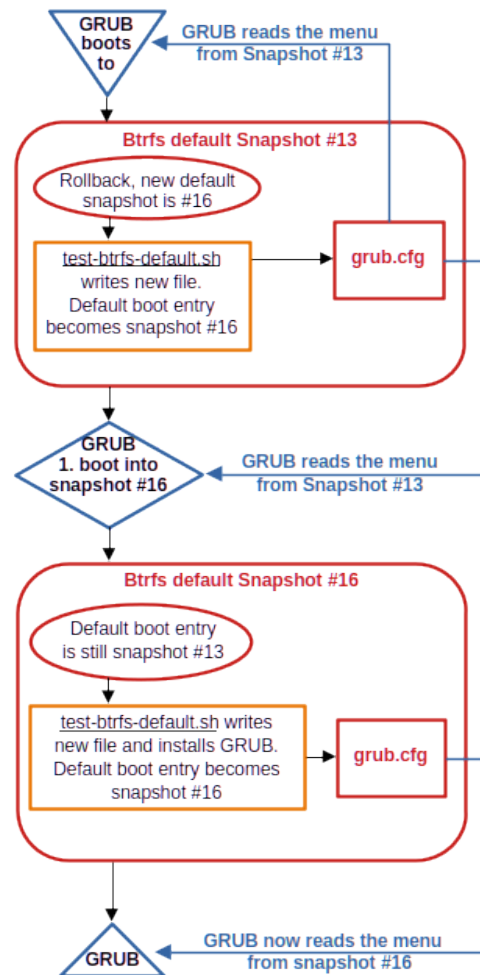 GRUB
boots
to
GRUB reads the menu
from Snapshot #13
Btrfs default Snapshot #13
Rollback, new default
snapshot is #16
test-btrfs-default.sh
writes new file.
Default boot entry
becomes snapshot #16
grub.cfg
GRUB
1. boot into
snapshot #16
GRUB reads the menu
from Snapshot #13
Btrfs default Snapshot #16
Default boot entry
is still snapshot #13
test-btrfs-default.sh writes
new file and installs GRUB.
Default boot entry becomes
snapshot #16
grub.cfg
GRUB
GRUB now reads the menu
from snapshot #16